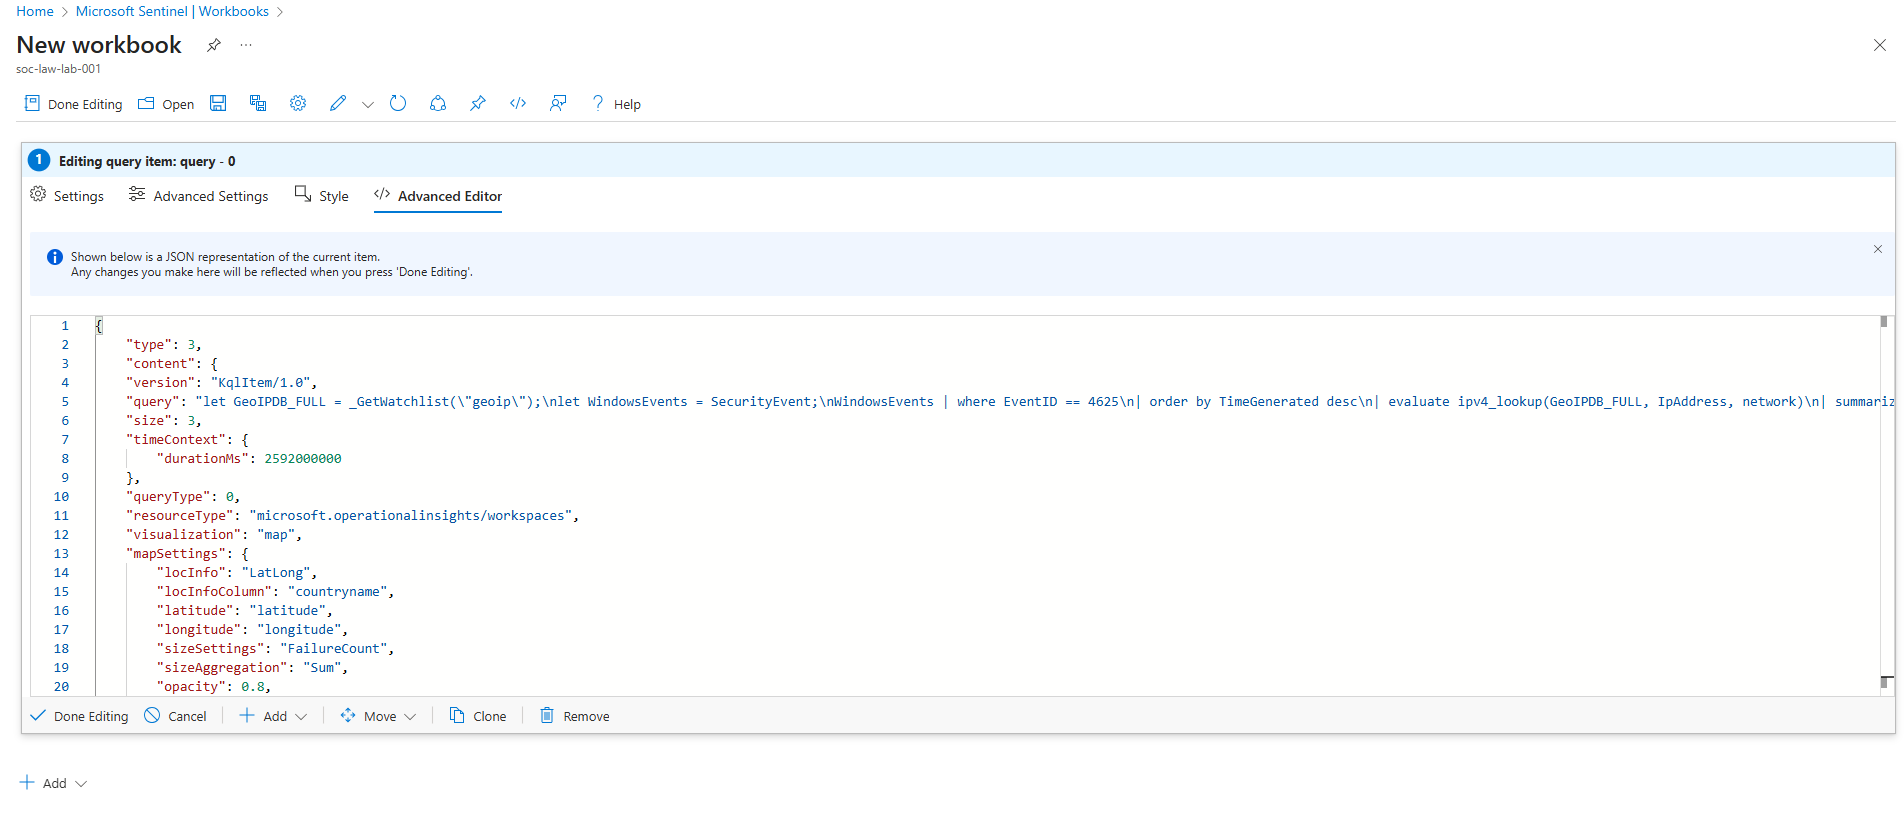 Home > Microsoft Sentinel | Workbooks >
New workbook ...
soc-law-lab-001
Done Editing Open </> ? Help
1 Editing query item: query - 0
Settings Advanced Settings Style </> Advanced Editor
Shown below is a JSON representation of the current item.
Any changes you make here will be reflected when you press 'Done Editing'.
1 {
2 "type": 3,
3 "content": {
4 "version": "KqlItem/1.0",
5 "query": "let GeoIPDB_FULL = _GetWatchlist(\"geoip\");\nlet WindowsEvents = SecurityEvent;\nWindowsEvents | where EventID == 4625\n| order by TimeGenerated desc\n| evaluate ipv4_lookup(GeoIPDB_FULL, IpAddress, network)\n| summariz
6 "size": 3,
7 "timeContext": {
8 "durationMs": 2592000000
9 },
10 "queryType": 0,
11 "resourceType": "microsoft.operationalinsights/workspaces",
12 "visualization": "map",
13 "mapSettings": {
14 "locInfo": "LatLong",
15 "locInfoColumn": "countryname",
16 "latitude": "latitude",
17 "longitude": "longitude",
18 "sizeSettings": "FailureCount",
19 "sizeAggregation": "Sum",
20 "opacity": 0.8,
Done Editing Cancel Add Move Clone Remove
Add